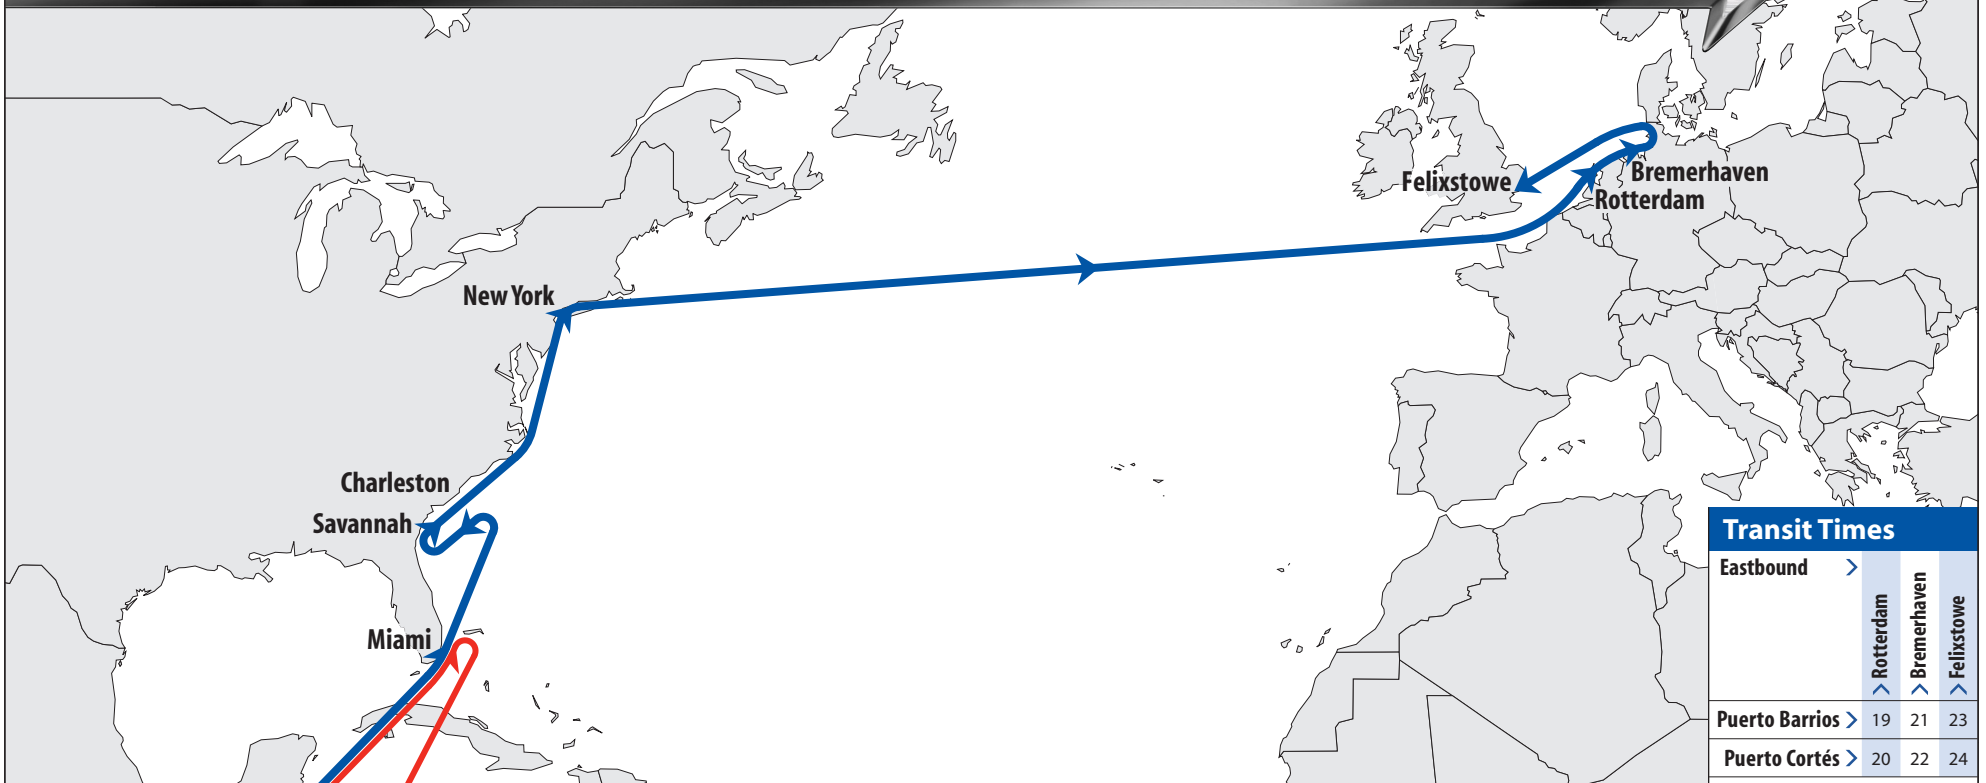 Felixstowe
Bremerhaven
Rotterdam
New York
Charleston
Savannah
Miami
Transit Times
Eastbound
Rotterdam
Bremerhaven
Felixstowe
Puerto Barrios 19 21 23
Puerto Cortés 20 22 24